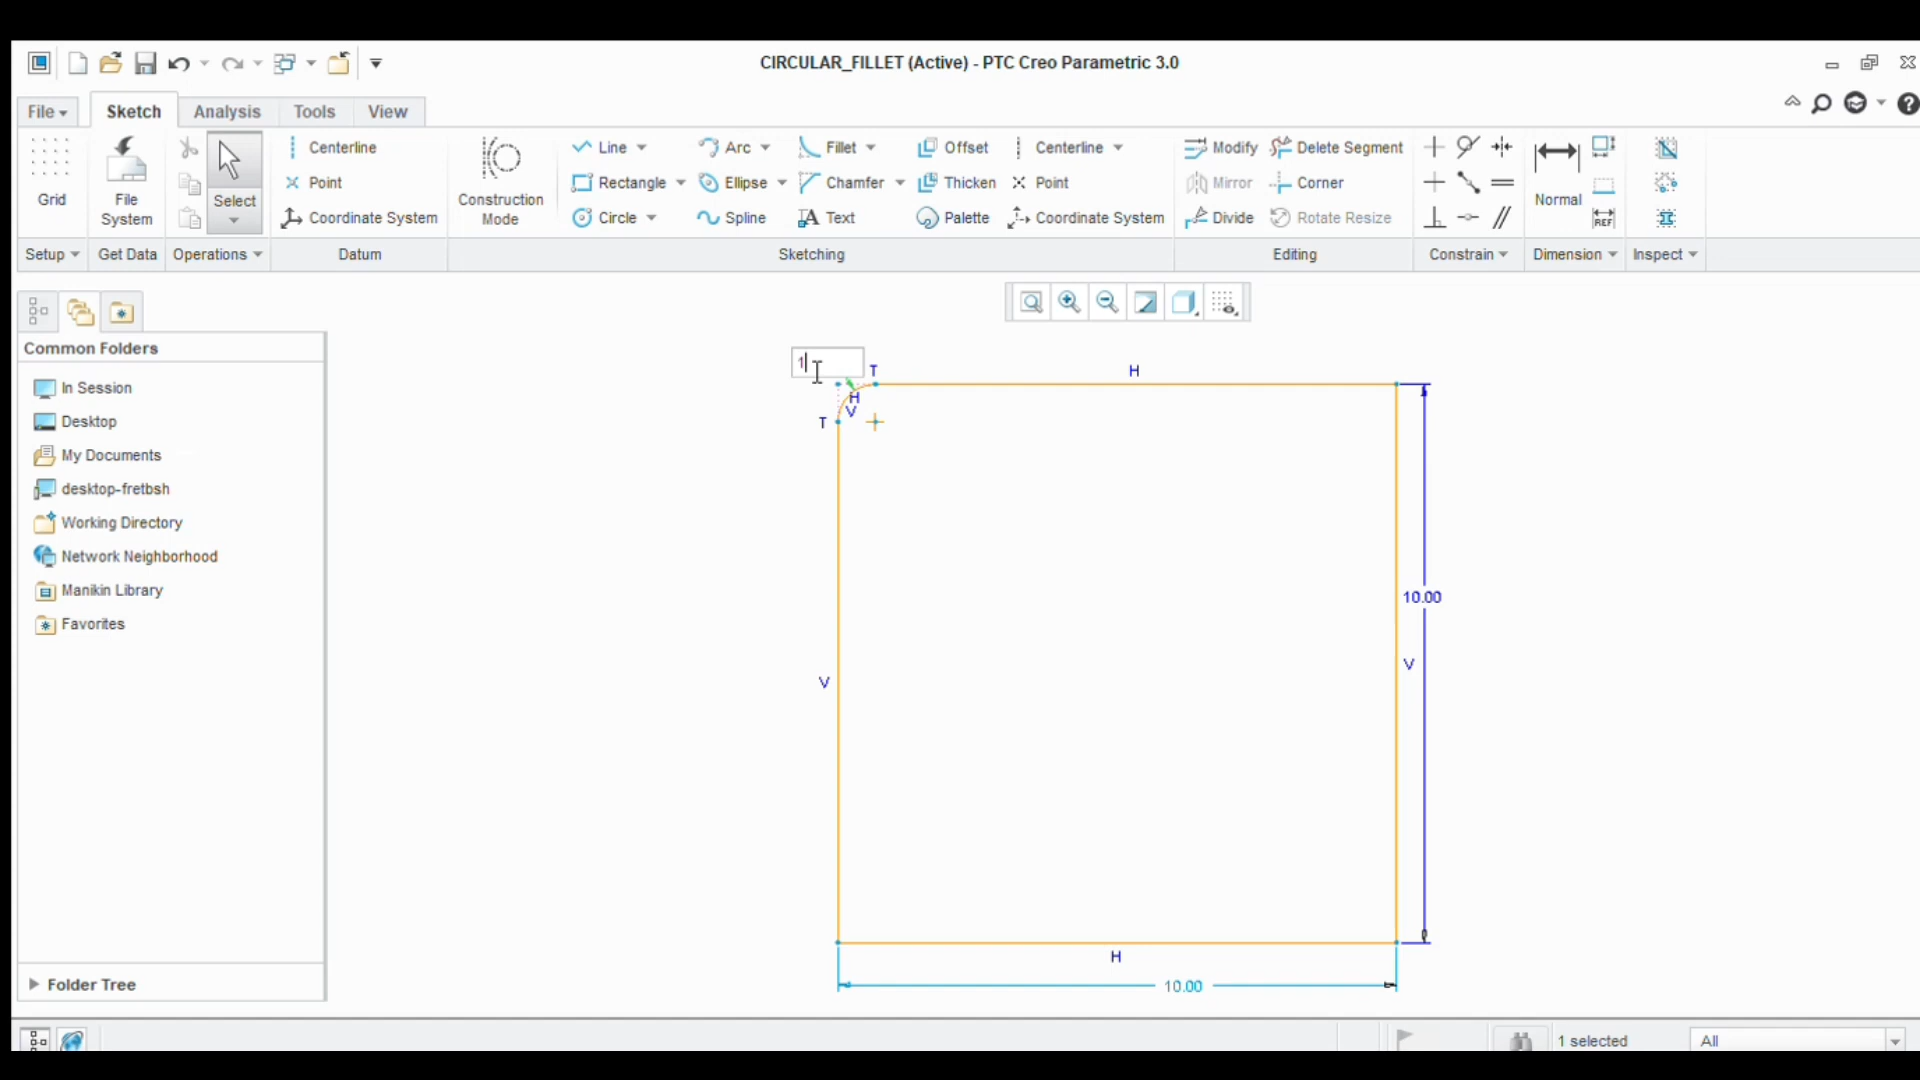 CIRCULAR_FILLET (Active) - PTC Creo Parametric 3.0
File Sketch Analysis Tools View
Grid
File System
Select
Centerline
Point
Coordinate System
Construction Mode
Line Arc Fillet Offset Centerline
Rectangle Ellipse Chamfer Thicken Point
Circle Spline Text Palette Coordinate System
Modify Delete Segment
Mirror Corner
Divide Rotate Resize
Normal
REF
Setup Get Data Operations Datum Sketching Editing Constrain Dimension Inspect
Common Folders
In Session
Desktop
My Documents
desktop-fretbsh
Working Directory
Network Neighborhood
Manikin Library
Favorites
Folder Tree
1
T
H
H
V
T
10.00
V
V
H
10.00
1 selected
All